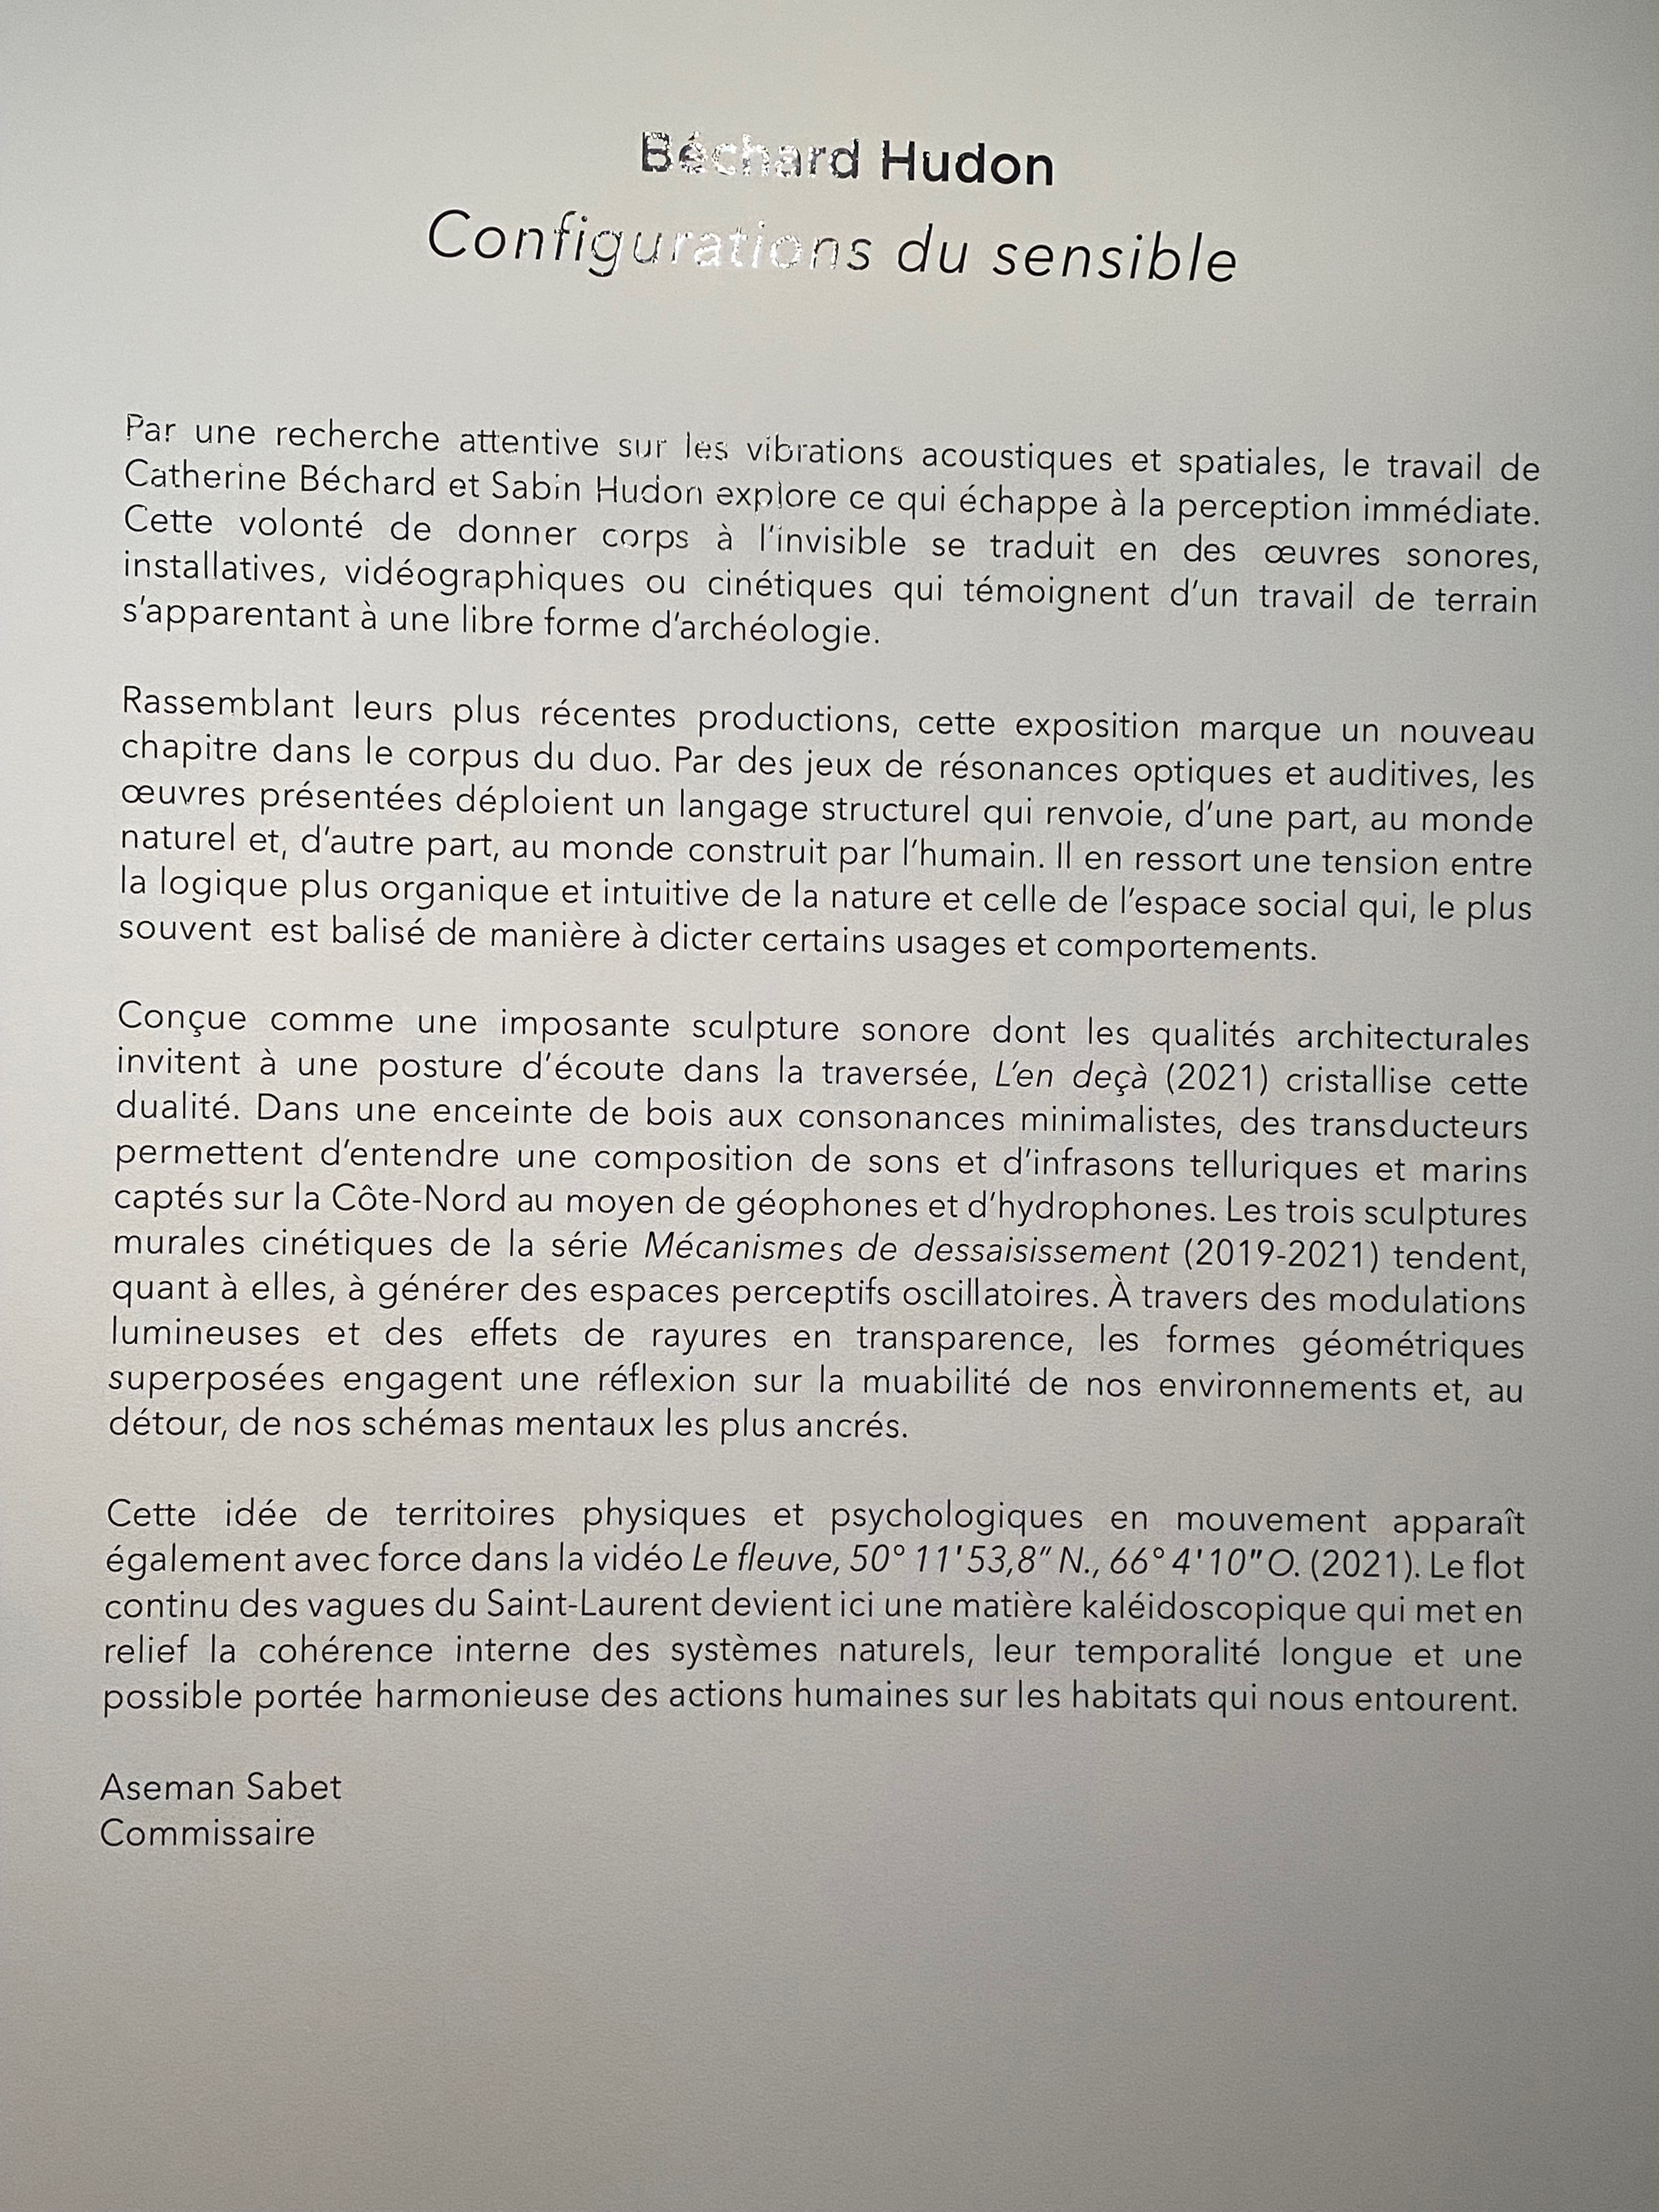 Béchard Hudon
Configurations du sensible
Par une recherche attentive sur les vibrations acoustiques et spatiales, le travail de
Catherine Béchard et Sabin Hudon explore ce qui échappe à la perception immédiate.
Cette volonté de donner corps à l'invisible se traduit en des œuvres sonores,
installatives, vidéographiques ou cinétiques qui témoignent d'un travail de terrain
s'apparentant à une libre forme d'archéologie.
Rassemblant leurs plus récentes productions, cette exposition marque un nouveau
chapitre dans le corpus du duo. Par des jeux de résonances optiques et auditives, les
œuvres présentées déploient un langage structurel qui renvoie, d'une part, au monde
naturel et, d'autre part, au monde construit par l'humain. Il en ressort une tension entre
la logique plus organique et intuitive de la nature et celle de l'espace social qui, le plus
souvent est balisé de manière à dicter certains usages et comportements.
Conçue comme une imposante sculpture sonore dont les qualités architecturales
invitent à une posture d'écoute dans la traversée, L'en deçà (2021) cristallise cette
dualité. Dans une enceinte de bois aux consonances minimalistes, des transducteurs
permettent d'entendre une composition de sons et d'infrasons telluriques et marins
captés sur la Côte-Nord au moyen de géophones et d'hydrophones. Les trois sculptures
murales cinétiques de la série Mécanismes de dessaisissement (2019-2021) tendent,
quant à elles, à générer des espaces perceptifs oscillatoires. À travers des modulations
lumineuses et des effets de rayures en transparence, les formes géométriques
superposées engagent une réflexion sur la muabilité de nos environnements et, au
détour, de nos schémas mentaux les plus ancrés.
Cette idée de territoires physiques et psychologiques en mouvement apparaît
également avec force dans la vidéo Le fleuve, 50° 11'53,8" N., 66° 4'10"O. (2021). Le flot
continu des vagues du Saint-Laurent devient ici une matière kaléidoscopique qui met en
relief la cohérence interne des systèmes naturels, leur temporalité longue et une
possible portée harmonieuse des actions humaines sur les habitats qui nous entourent.
Aseman Sabet
Commissaire